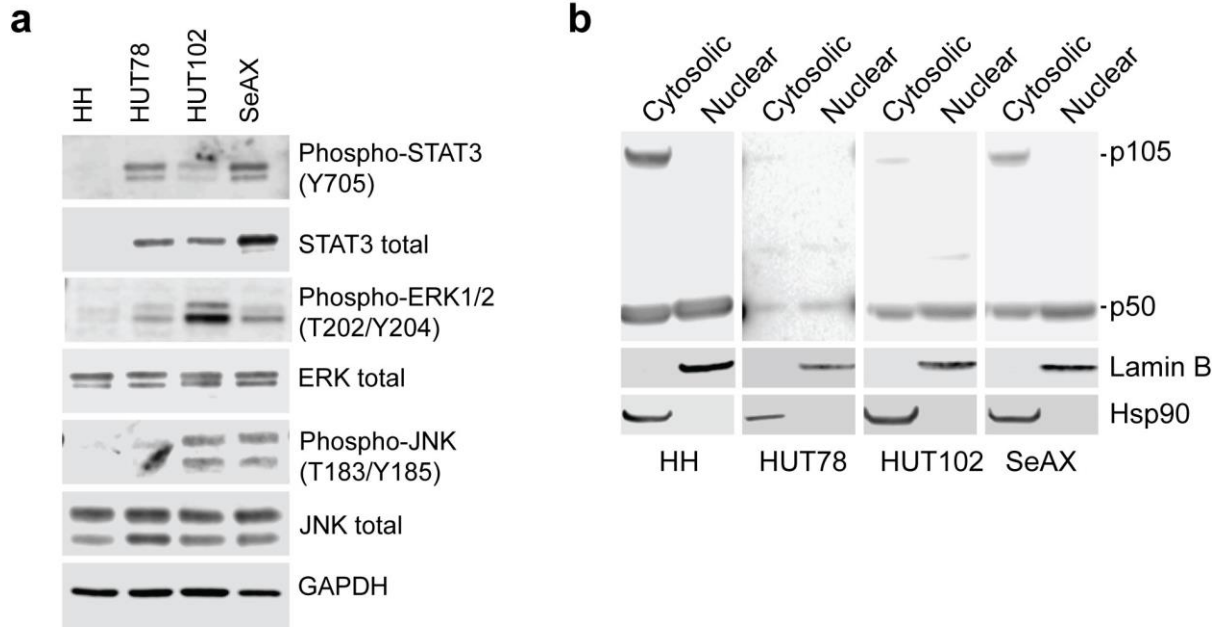 a
HH
HUT78
HUT102
SeAX
Phospho-STAT3
(Y705)
STAT3 total
Phospho-ERK1/2
(T202/Y204)
ERK total
Phospho-JNK
(T183/Y185)
JNK total
GAPDH
b
Cytosolic
Nuclear
Cytosolic
Nuclear
Cytosolic
Nuclear
Cytosolic
Nuclear
-p105
-p50
Lamin B
Hsp90
HH
HUT78
HUT102
SeAX